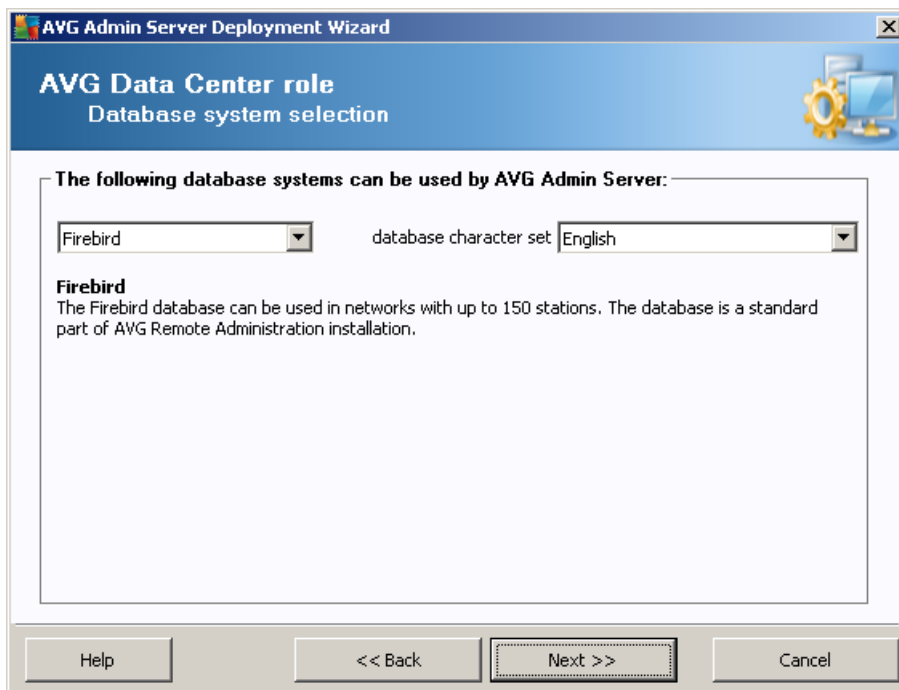 AVG Admin Server Deployment Wizard
AVG Data Center role
Database system selection
The following database systems can be used by AVG Admin Server:
Firebird
database character set English
Firebird
The Firebird database can be used in networks with up to 150 stations. The database is a standard
part of AVG Remote Administration installation.
Help
<< Back
Next >>
Cancel